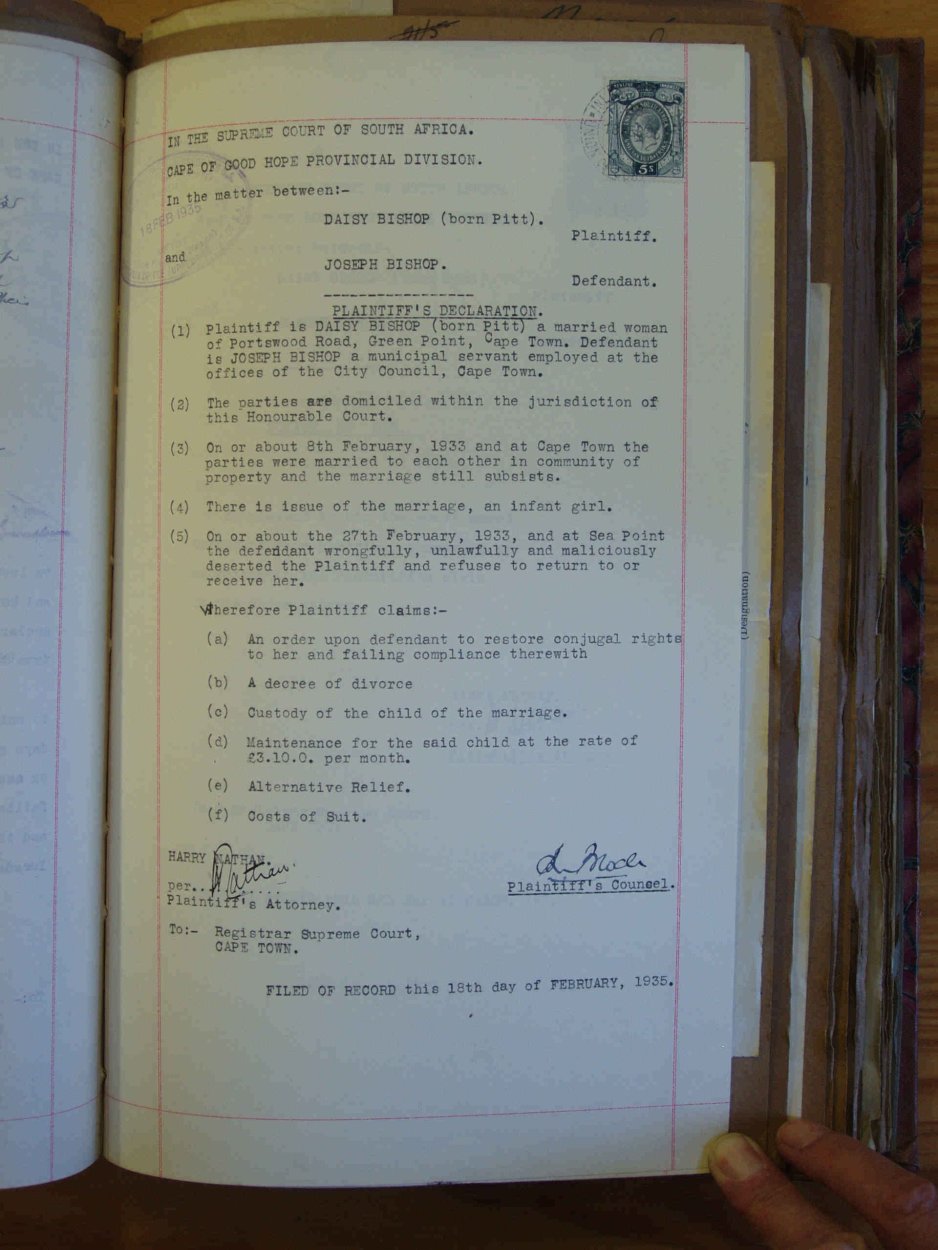 IN THE SUPREME COURT OF SOUTH AFRICA.
CAPE OF GOOD HOPE PROVINCIAL DIVISION.
In the matter between:-
18 FEB 1935
DAISY BISHOP (born Pitt).
Plaintiff.
and
JOSEPH BISHOP.
Defendant.
PLAINTIFF'S DECLARATION.
(1) Plaintiff is DAISY BISHOP (born Pitt) a married woman
of Portswood Road, Green Point, Cape Town. Defendant
is JOSEPH BISHOP a municipal servant employed at the
offices of the City Council, Cape Town.
(2) The parties are domiciled within the jurisdiction of
this Honourable Court.
(3) On or about 8th February, 1933 and at Cape Town the
parties were married to each other in community of
property and the marriage still subsists.
(4) There is issue of the marriage, an infant girl.
(5) On or about the 27th February, 1933, and at Sea Point
the defendant wrongfully, unlawfully and maliciously
deserted the Plaintiff and refuses to return to or
receive her.
Wherefore Plaintiff claims:-
(a) An order upon defendant to restore conjugal rights
to her and failing compliance therewith
(b) A decree of divorce
(c) Custody of the child of the marriage.
(d) Maintenance for the said child at the rate of
£3.10.0. per month.
(e) Alternative Relief.
(f) Costs of Suit.
HARRY NATHAN.
per..........
Plaintiff's Attorney.
Plaintiff's Councel.
To:- Registrar Supreme Court,
CAPE TOWN.
FILED OF RECORD this 18th day of FEBRUARY, 1935.
5s
(Designation)